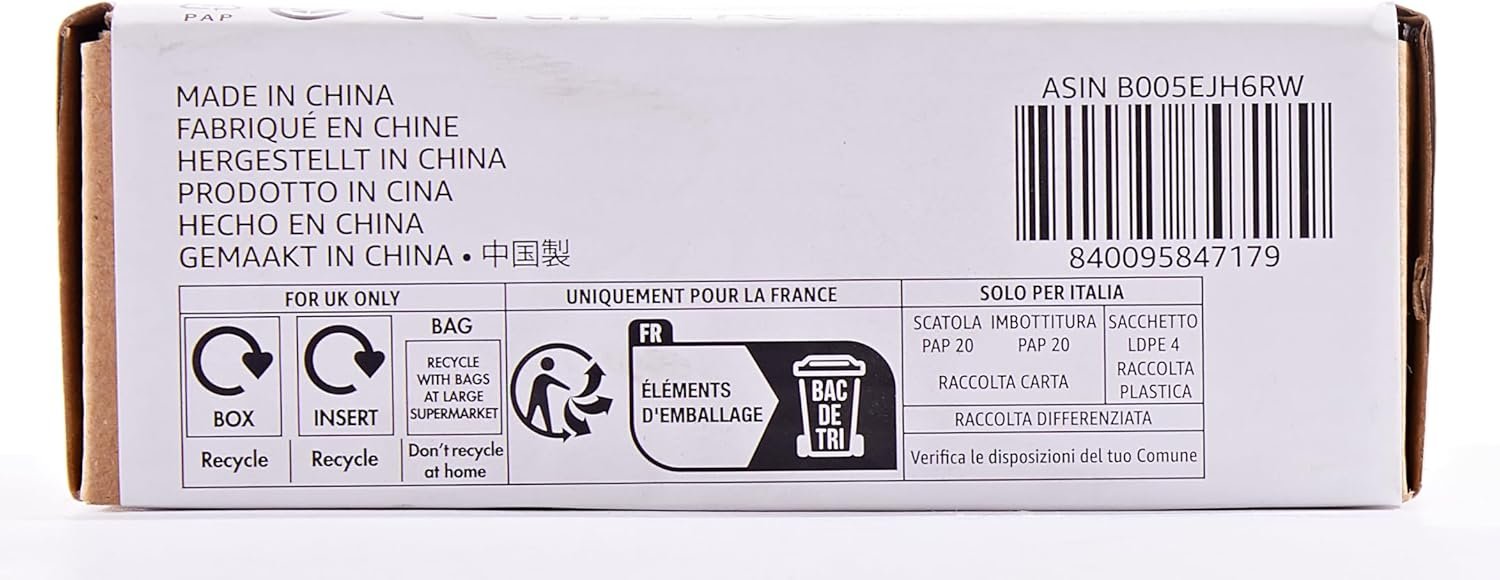 PAP
MADE IN CHINA
FABRIQUÉ EN CHINE
HERGESTELLT IN CHINA
PRODOTTO IN CINA
HECHO EN CHINA
GEMAAKT IN CHINA • 中国製
ASIN B005EJH6RW
840095847179
FOR UK ONLY
BOX
Recycle
INSERT
Recycle
BAG
RECYCLE
WITH BAGS
AT LARGE
SUPERMARKET
Don't recycle
at home
UNIQUEMENT POUR LA FRANCE
FR
ÉLÉMENTS
D'EMBALLAGE
BAC
DE
TRI
SOLO PER ITALIA
SCATOLA IMBOTTITURA
PAP 20 PAP 20
RACCOLTA CARTA
SACCHETTO
LDPE 4
RACCOLTA
PLASTICA
RACCOLTA DIFFERENZIATA
Verifica le disposizioni del tuo Comune